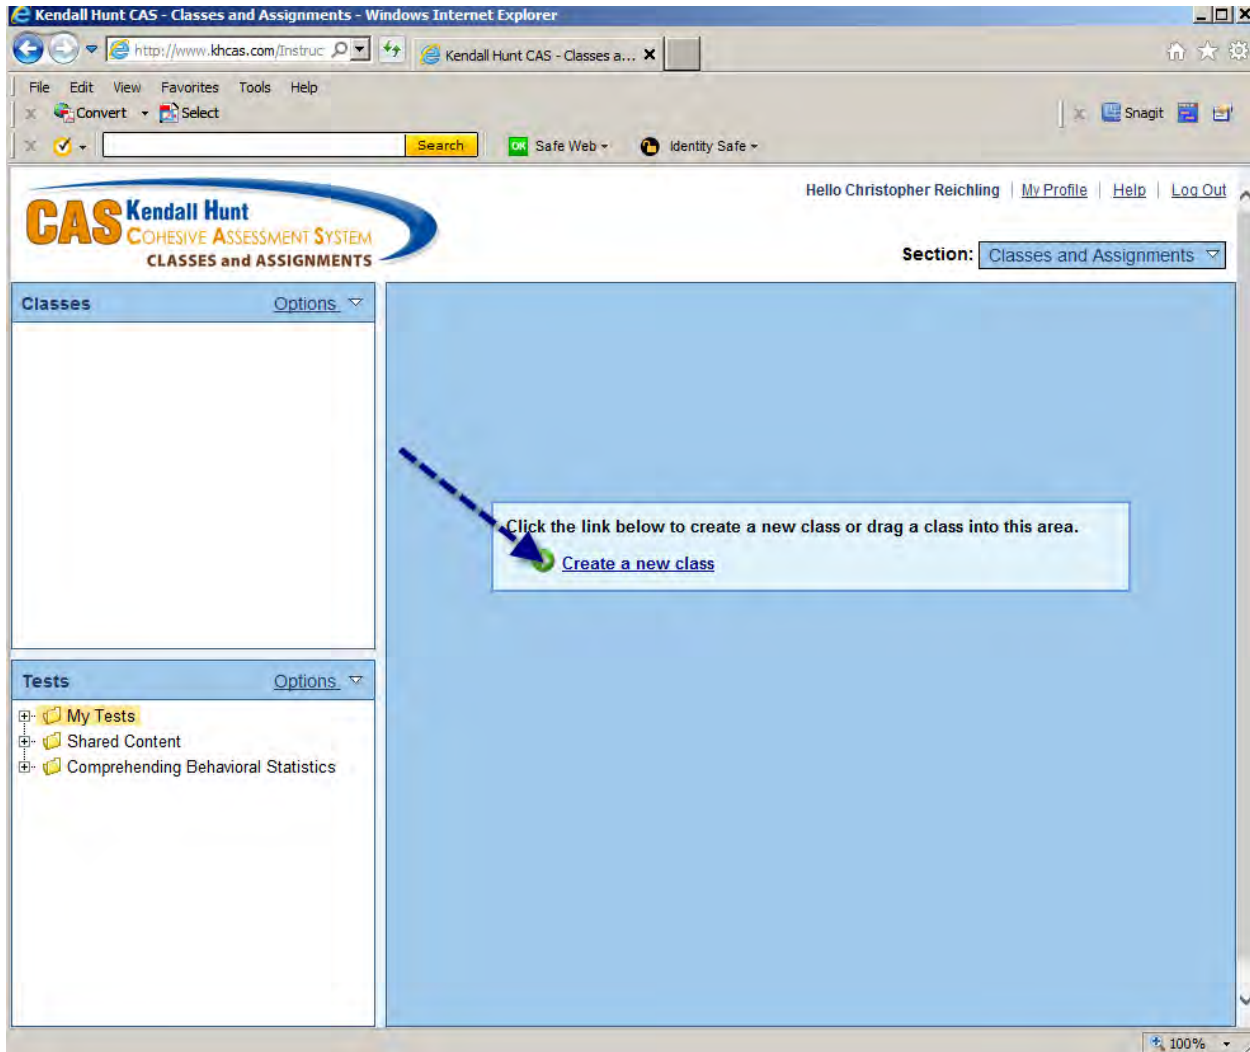 Kendall Hunt CAS - Classes and Assignments - Windows Internet Explorer
http://www.khcas.com/Instruc
Kendall Hunt CAS - Classes a...
File Edit View Favorites Tools Help
Convert Select
Snagit
Search OK Safe Web Identity Safe
Hello Christopher Reichling | My Profile | Help | Log Out
CAS Kendall Hunt
COHESIVE ASSESSMENT SYSTEM
CLASSES and ASSIGNMENTS
Section: Classes and Assignments
Classes Options
Click the link below to create a new class or drag a class into this area.
Create a new class
Tests Options
My Tests
Shared Content
Comprehending Behavioral Statistics
100%